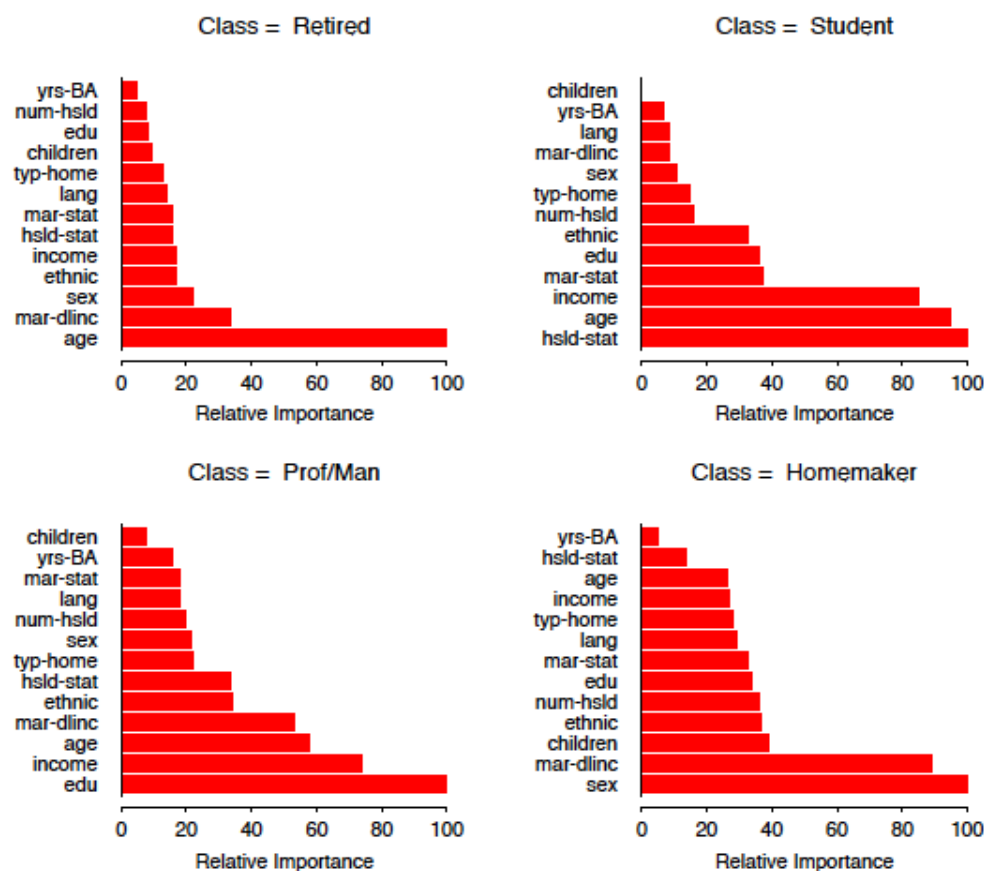 Class = Retired
yrs-BA
num-hsld
edu
children
typ-home
lang
mar-stat
hsld-stat
income
ethnic
sex
mar-dlinc
age
0 20 40 60 80 100
Relative Importance
Class = Student
children
yrs-BA
lang
mar-dlinc
sex
typ-home
num-hsld
ethnic
edu
mar-stat
income
age
hsld-stat
0 20 40 60 80 100
Relative Importance
Class = Prof/Man
children
yrs-BA
mar-stat
lang
num-hsld
sex
typ-home
hsld-stat
ethnic
mar-dlinc
age
income
edu
0 20 40 60 80 100
Relative Importance
Class = Homemaker
yrs-BA
hsld-stat
age
income
typ-home
lang
mar-stat
edu
num-hsld
ethnic
children
mar-dlinc
sex
0 20 40 60 80 100
Relative Importance